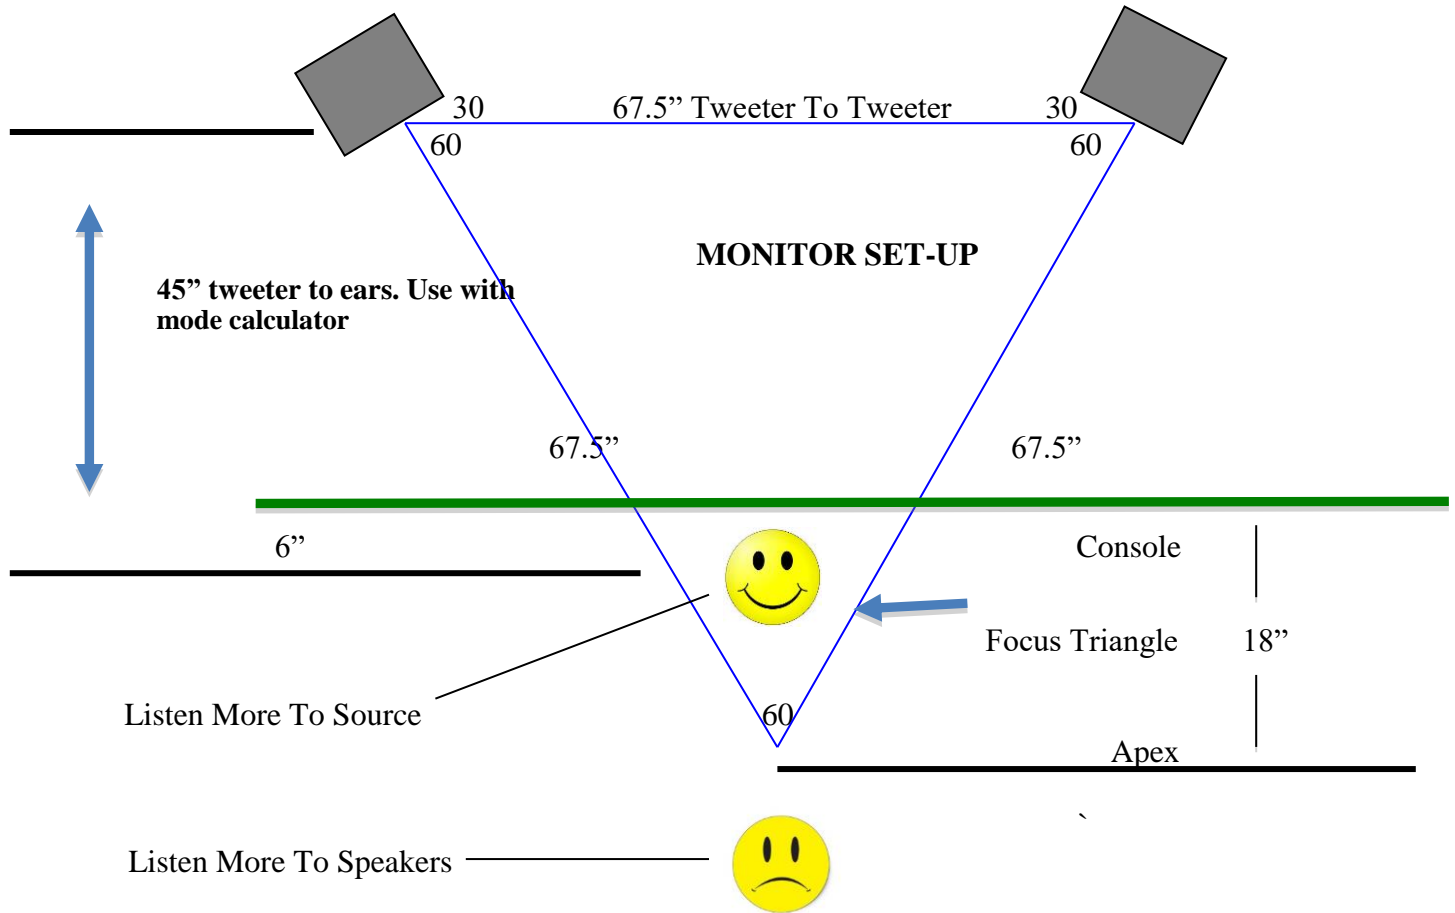 30
67.5” Tweeter To Tweeter
30
60
60
MONITOR SET-UP
45” tweeter to ears. Use with
mode calculator
67.5”
67.5”
6”
Console
Focus Triangle
18”
Listen More To Source
60
Apex
`
Listen More To Speakers